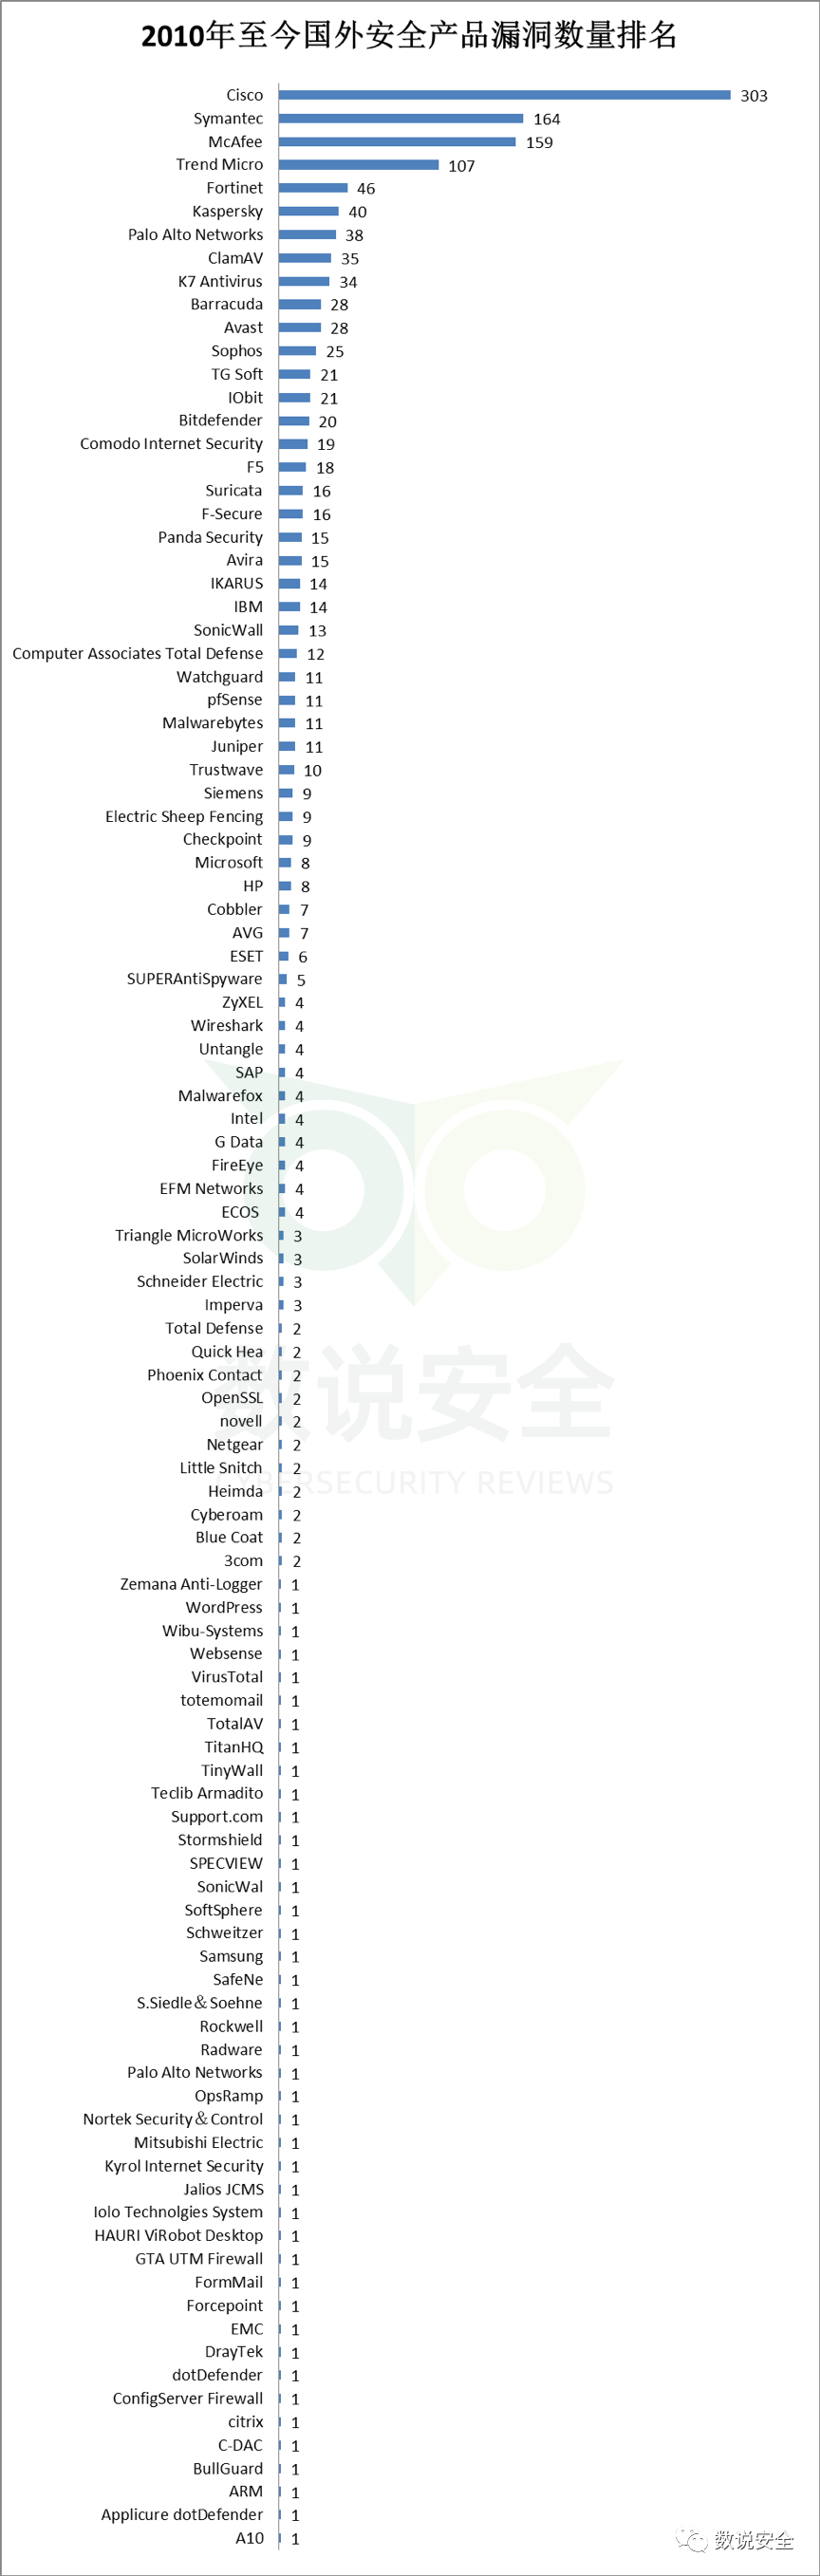 2010年至今国外安全产品漏洞数量排名
Cisco 303
Symantec 164
McAfee 159
Trend Micro 107
Fortinet 46
Kaspersky 40
Palo Alto Networks 38
ClamAV 35
K7 Antivirus 34
Barracuda 28
Avast 28
Sophos 25
TG Soft 21
IObit 21
Bitdefender 20
Comodo Internet Security 19
F5 18
Suricata 16
F-Secure 16
Panda Security 15
Avira 15
IKARUS 14
IBM 14
SonicWall 13
Computer Associates Total Defense 12
Watchguard 11
pfSense 11
Malwarebytes 11
Juniper 11
Trustwave 10
Siemens 9
Electric Sheep Fencing 9
Checkpoint 9
Microsoft 8
HP 8
Cobbler 7
AVG 7
ESET 6
SUPERAntiSpyware 5
ZyXEL 4
Wireshark 4
Untangle 4
SAP 4
Malwarefox 4
Intel 4
G Data 4
FireEye 4
EFM Networks 4
ECOS 4
Triangle MicroWorks 3
SolarWinds 3
Schneider Electric 3
Imperva 3
Total Defense 2
Quick Hea 2
Phoenix Contact 2
数说安全
OpenSSL 2
novell 2
Netgear 2
Little Snitch 2
CYBERSECURITY REVIEWS
Heimda 2
Cyberoam 2
Blue Coat 2
3com 2
Zemana Anti-Logger 1
WordPress 1
Wibu-Systems 1
Websense 1
VirusTotal 1
totemomail 1
TotalAV 1
TitanHQ 1
TinyWall 1
Teclib Armadito 1
Support.com 1
Stormshield 1
SPECVIEW 1
SonicWal 1
SoftSphere 1
Schweitzer 1
Samsung 1
SafeNe 1
S.Siedle＆Soehne 1
Rockwell 1
Radware 1
Palo Alto Networks 1
OpsRamp 1
Nortek Security＆Control 1
Mitsubishi Electric 1
Kyrol Internet Security 1
Jalios JCMS 1
Iolo Technolgies System 1
HAURI ViRobot Desktop 1
GTA UTM Firewall 1
FormMail 1
Forcepoint 1
EMC 1
DrayTek 1
dotDefender 1
ConfigServer Firewall 1
citrix 1
C-DAC 1
BullGuard 1
ARM 1
Applicure dotDefender 1
A10 1
数说安全